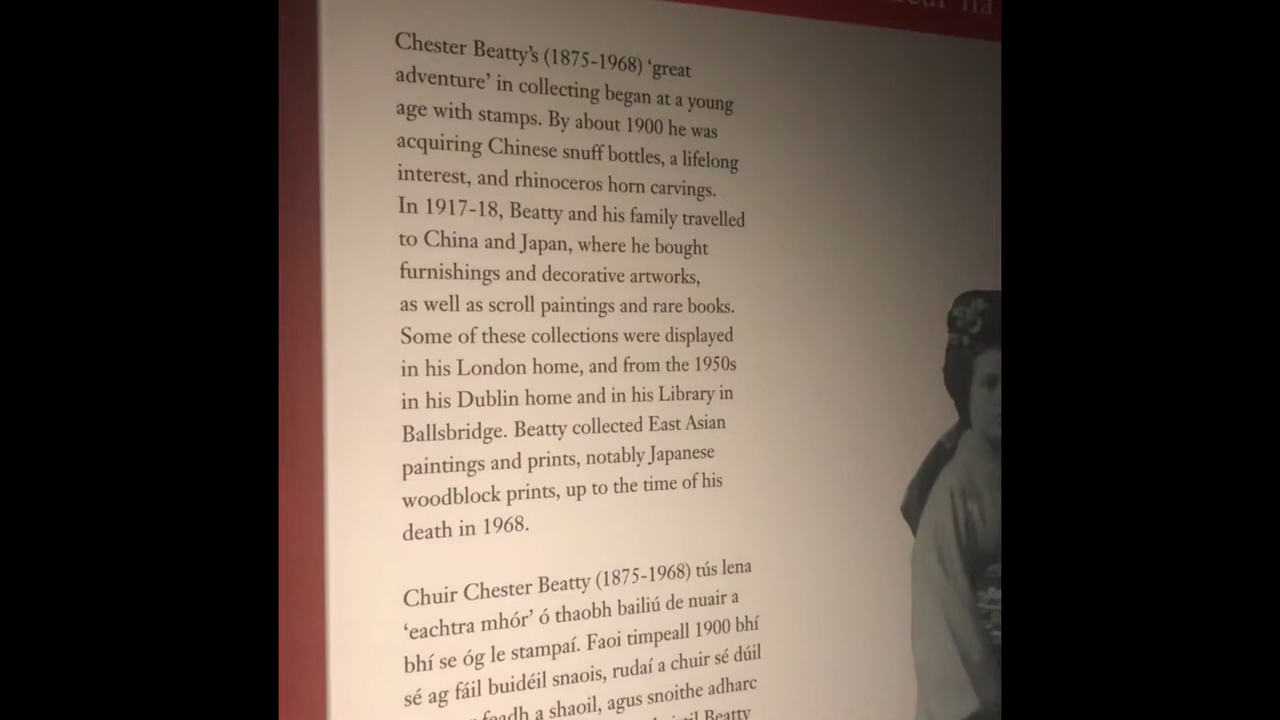 Chester Beatty's (1875-1968) 'great
adventure' in collecting began at a young
age with stamps. By about 1900 he was
acquiring Chinese snuff bottles, a lifelong
interest, and rhinoceros horn carvings.
In 1917-18, Beatty and his family travelled
to China and Japan, where he bought
furnishings and decorative artworks,
as well as scroll paintings and rare books.
Some of these collections were displayed
in his London home, and from the 1950s
in his Dublin home and in his Library in
Ballsbridge. Beatty collected East Asian
paintings and prints, notably Japanese
woodblock prints, up to the time of his
death in 1968.
Chuir Chester Beatty (1875-1968) tús lena
'eachtra mhór' ó thaobh bailiú de nuair a
bhí se óg le stampaí. Faoi timpeall 1900 bhí
sé ag fáil buidéil snaois, rudaí a chuir sé dúil
feadh a shaoil, agus snoithe adharc
Beatty